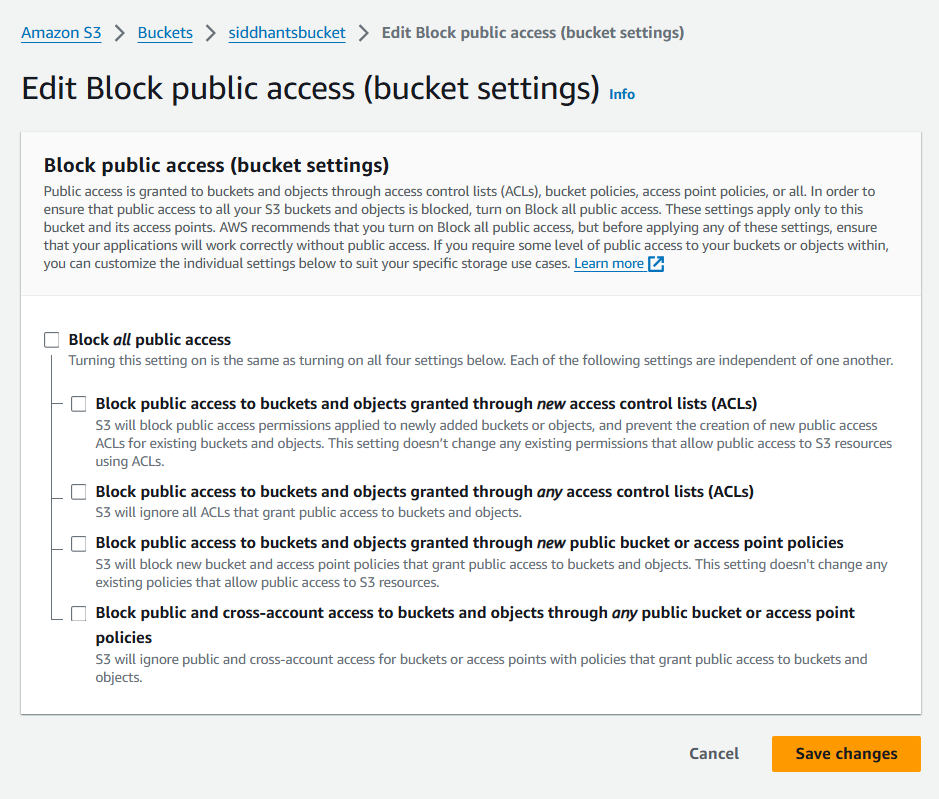 Amazon S3 > Buckets > siddhantsbucket > Edit Block public access (bucket settings)
Edit Block public access (bucket settings) Info
Block public access (bucket settings)
Public access is granted to buckets and objects through access control lists (ACLs), bucket policies, access point policies, or all. In order to
ensure that public access to all your S3 buckets and objects is blocked, turn on Block all public access. These settings apply only to this
bucket and its access points. AWS recommends that you turn on Block all public access, but before applying any of these settings, ensure
that your applications will work correctly without public access. If you require some level of public access to your buckets or objects within,
you can customize the individual settings below to suit your specific storage use cases. Learn more
Block all public access
Turning this setting on is the same as turning on all four settings below. Each of the following settings are independent of one another.
Block public access to buckets and objects granted through new access control lists (ACLs)
S3 will block public access permissions applied to newly added buckets or objects, and prevent the creation of new public access
ACLs for existing buckets and objects. This setting doesn't change any existing permissions that allow public access to S3 resources
using ACLs.
Block public access to buckets and objects granted through any access control lists (ACLs)
S3 will ignore all ACLs that grant public access to buckets and objects.
Block public access to buckets and objects granted through new public bucket or access point policies
S3 will block new bucket and access point policies that grant public access to buckets and objects. This setting doesn't change any
existing policies that allow public access to S3 resources.
Block public and cross-account access to buckets and objects through any public bucket or access point
policies
S3 will ignore public and cross-account access for buckets or access points with policies that grant public access to buckets and
objects.
Cancel Save changes